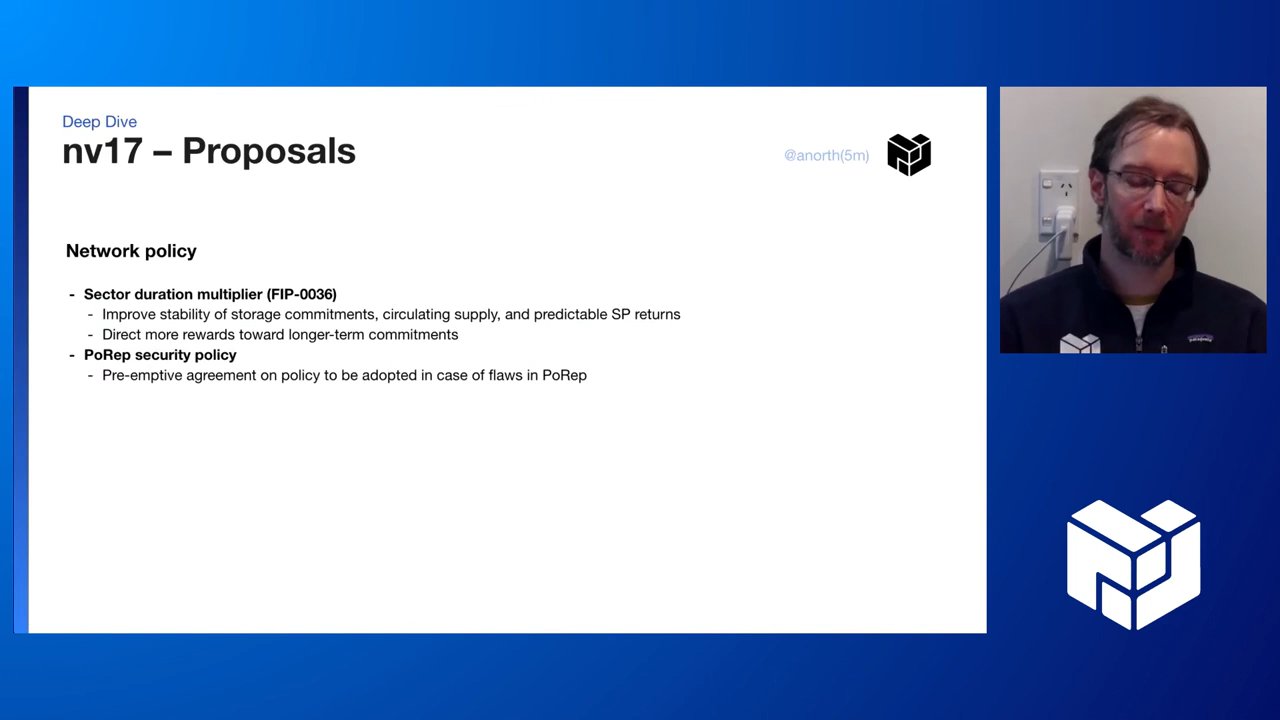 Deep Dive
nv17 – Proposals
@anorth(5m)
Network policy
- Sector duration multiplier (FIP-0036)
- Improve stability of storage commitments, circulating supply, and predictable SP returns
- Direct more rewards toward longer-term commitments
- PoRep security policy
- Pre-emptive agreement on policy to be adopted in case of flaws in PoRep